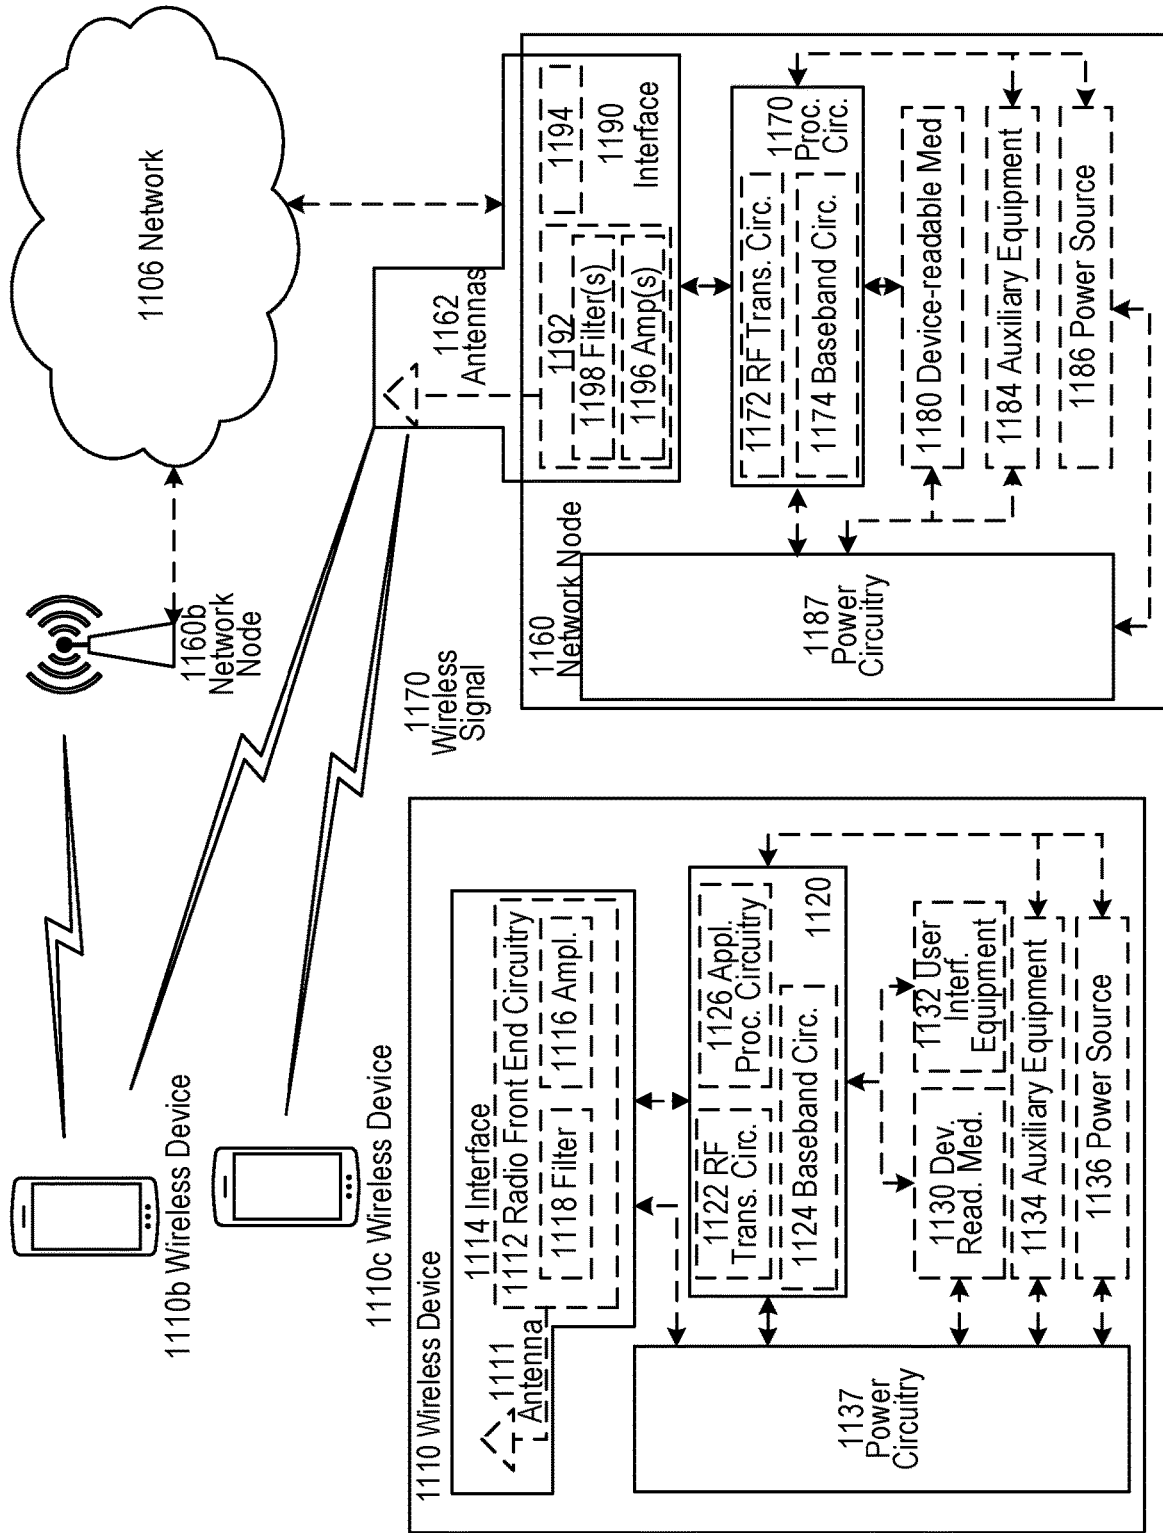 1106 Network
1160b
Network
Node
1110b Wireless Device
1110c Wireless Device
1170
Wireless
Signal
1162
Antennas
1160
Network Node
1192
1198 Filter(s)
1196 Amp(s)
1194
1190
Interface
1170
Proc.
Circ.
1172 RF Trans. Circ.
1174 Baseband Circ.
1180 Device-readable Med
1184 Auxiliary Equipment
1186 Power Source
1187
Power
Circuitry
1110 Wireless Device
1111
Antenna
1114 Interface
1112 Radio Front End Circuitry
1118 Filter
1116 Ampl.
1122 RF
Trans. Circ.
1126 Appl.
Proc. Circuitry
1124 Baseband Circ.
1120
1130 Dev.
Read. Med.
1132 User
Interf.
Equipment
1134 Auxiliary Equipment
1136 Power Source
1137
Power
Circuitry